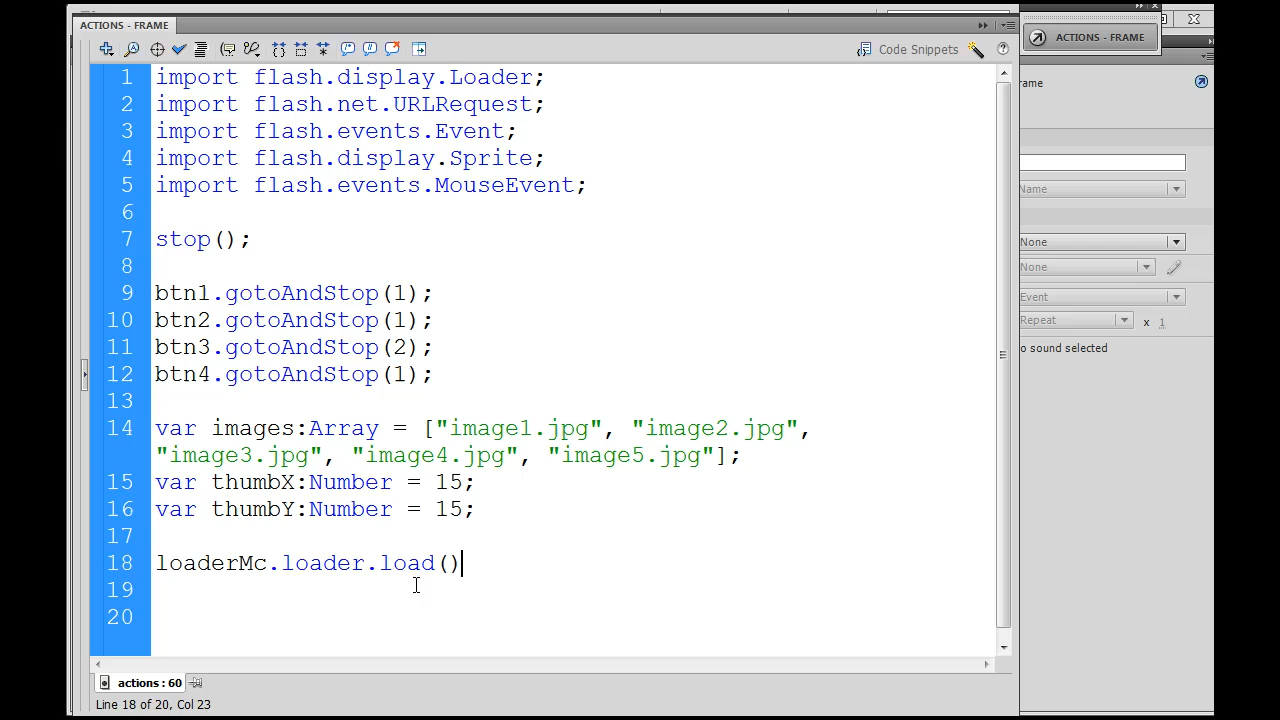 ACTIONS - FRAME
ACTIONS - FRAME
Code Snippets
1 import flash.display.Loader;
2 import flash.net.URLRequest;
3 import flash.events.Event;
4 import flash.display.Sprite;
5 import flash.events.MouseEvent;
6
7 stop();
8
9 btn1.gotoAndStop(1);
10 btn2.gotoAndStop(1);
11 btn3.gotoAndStop(2);
12 btn4.gotoAndStop(1);
13
14 var images:Array = ["image1.jpg", "image2.jpg",
"image3.jpg", "image4.jpg", "image5.jpg"];
15 var thumbX:Number = 15;
16 var thumbY:Number = 15;
17
18 loaderMc.loader.load()
19
20
rame
Name
None
None
Event
Repeat x 1
o sound selected
actions:60
Line 18 of 20, Col 23